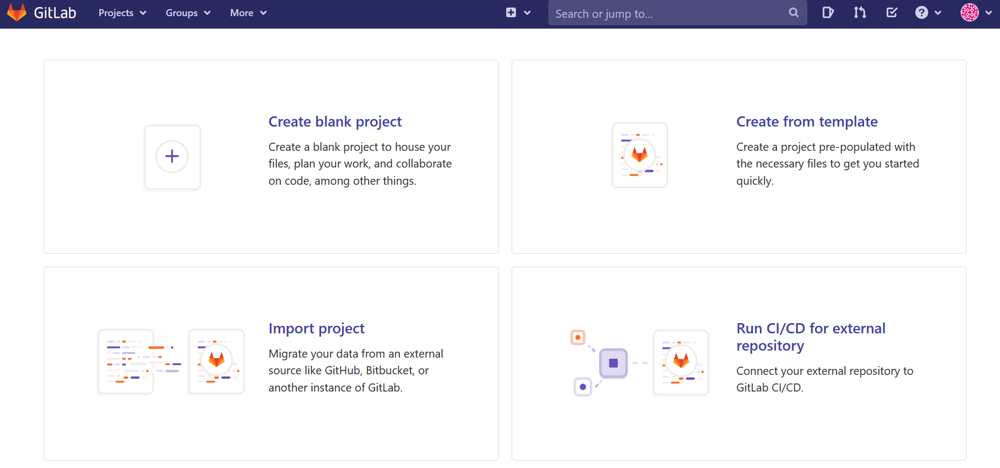 GitLab Projects Groups More Search or jump to...
Create blank project
Create a blank project to house your
files, plan your work, and collaborate
on code, among other things.
Create from template
Create a project pre-populated with
the necessary files to get you started
quickly.
Import project
Migrate your data from an external
source like GitHub, Bitbucket, or
another instance of GitLab.
Run CI/CD for external
repository
Connect your external repository to
GitLab CI/CD.